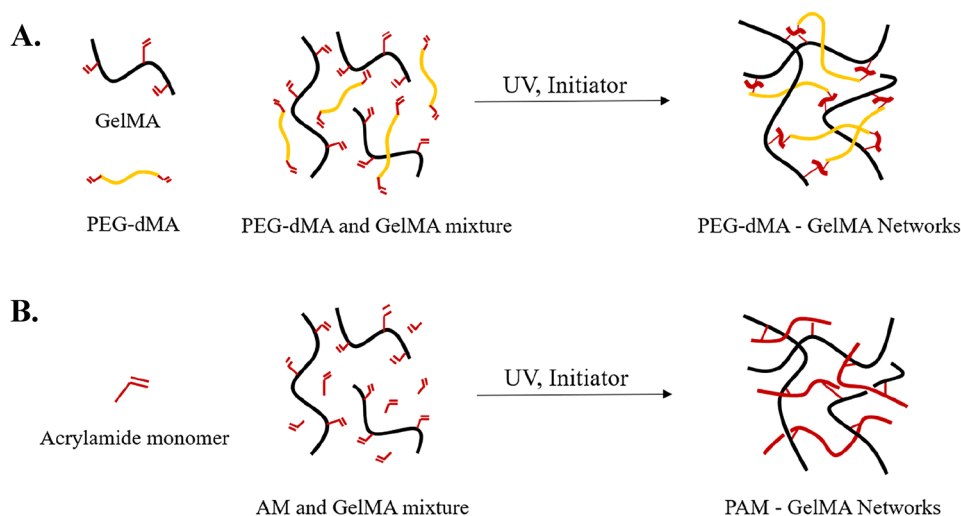 A.
GelMA
PEG-dMA
PEG-dMA and GelMA mixture
UV, Initiator
PEG-dMA - GelMA Networks
B.
Acrylamide monomer
AM and GelMA mixture
UV, Initiator
PAM - GelMA Networks